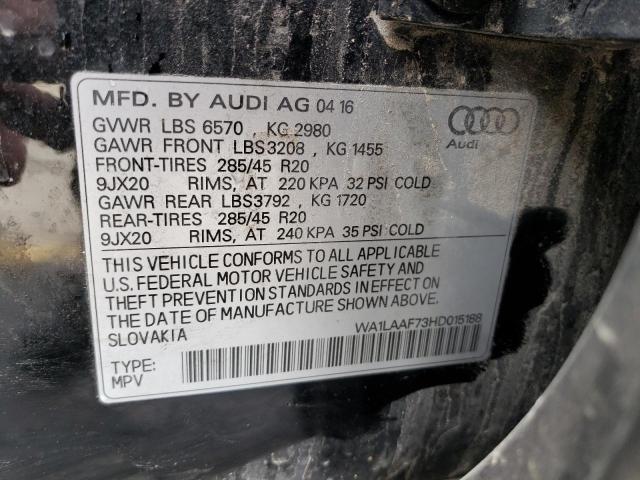 MFD. BY AUDI AG 04 16
GVWR LBS 6570 , KG 2980
GAWR FRONT LBS3208 , KG 1455
FRONT-TIRES 285/45 R20
9JX20 RIMS, AT 220 KPA 32 PSI COLD
GAWR REAR LBS3792 , KG 1720
REAR-TIRES 285/45 R20
9JX20 RIMS, AT 240 KPA 35 PSI COLD
Audi
THIS VEHICLE CONFORMS TO ALL APPLICABLE
U.S. FEDERAL MOTOR VEHICLE SAFETY AND
THEFT PREVENTION STANDARDS IN EFFECT ON
THE DATE OF MANUFACTURE SHOWN ABOVE.
SLOVAKIA
WA1LAAF73HD015188
TYPE:
MPV